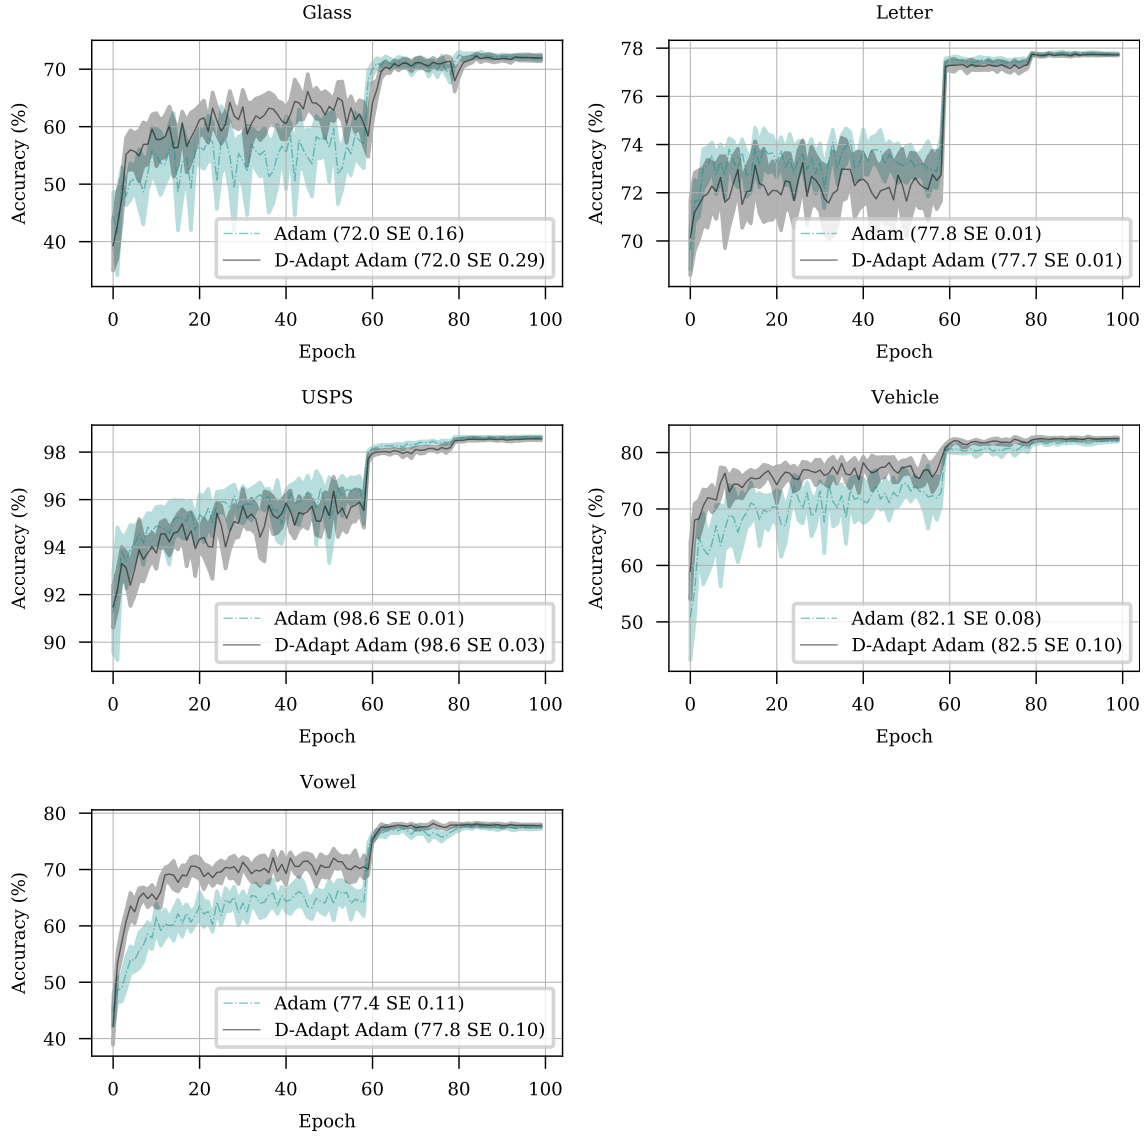 Glass
Accuracy (%)
70
60
50
40
Adam (72.0 SE 0.16)
D-Adapt Adam (72.0 SE 0.29)
0 20 40 60 80 100
Epoch
Letter
Accuracy (%)
78
76
74
72
70
Adam (77.8 SE 0.01)
D-Adapt Adam (77.7 SE 0.01)
0 20 40 60 80 100
Epoch
USPS
Accuracy (%)
98
96
94
92
90
Adam (98.6 SE 0.01)
D-Adapt Adam (98.6 SE 0.03)
0 20 40 60 80 100
Epoch
Vehicle
Accuracy (%)
80
70
60
50
Adam (82.1 SE 0.08)
D-Adapt Adam (82.5 SE 0.10)
0 20 40 60 80 100
Epoch
Vowel
Accuracy (%)
80
70
60
50
40
Adam (77.4 SE 0.11)
D-Adapt Adam (77.8 SE 0.10)
0 20 40 60 80 100
Epoch